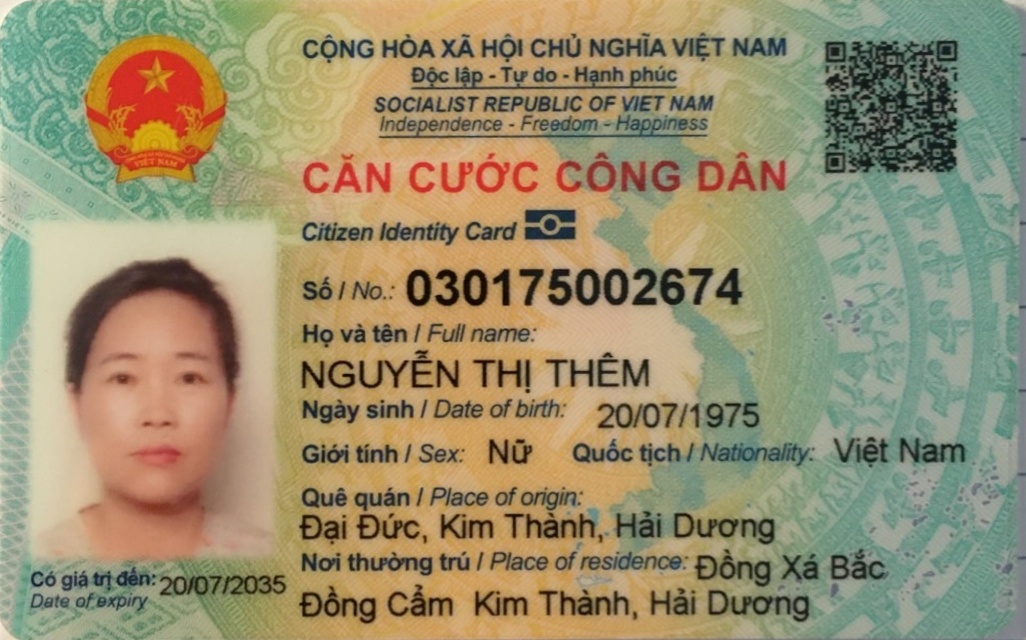 CỘNG HÒA XÃ HỘI CHỦ NGHĨA VIỆT NAM
Độc lập - Tự do - Hạnh phúc
SOCIALIST REPUBLIC OF VIET NAM
Independence - Freedom - Happiness
VIỆT NAM
CĂN CƯỚC CÔNG DÂN
Citizen Identity Card
Số / No.: 030175002674
Họ và tên / Full name:
NGUYỄN THỊ THÊM
Ngày sinh / Date of birth: 20/07/1975
Giới tính / Sex: Nữ Quốc tịch / Nationality: Việt Nam
Quê quán / Place of origin:
Đại Đức, Kim Thành, Hải Dương
Nơi thường trú / Place of residence: Đồng Xá Bắc
Đồng Cẩm Kim Thành, Hải Dương
Có giá trị đến: 20/07/2035
Date of expiry